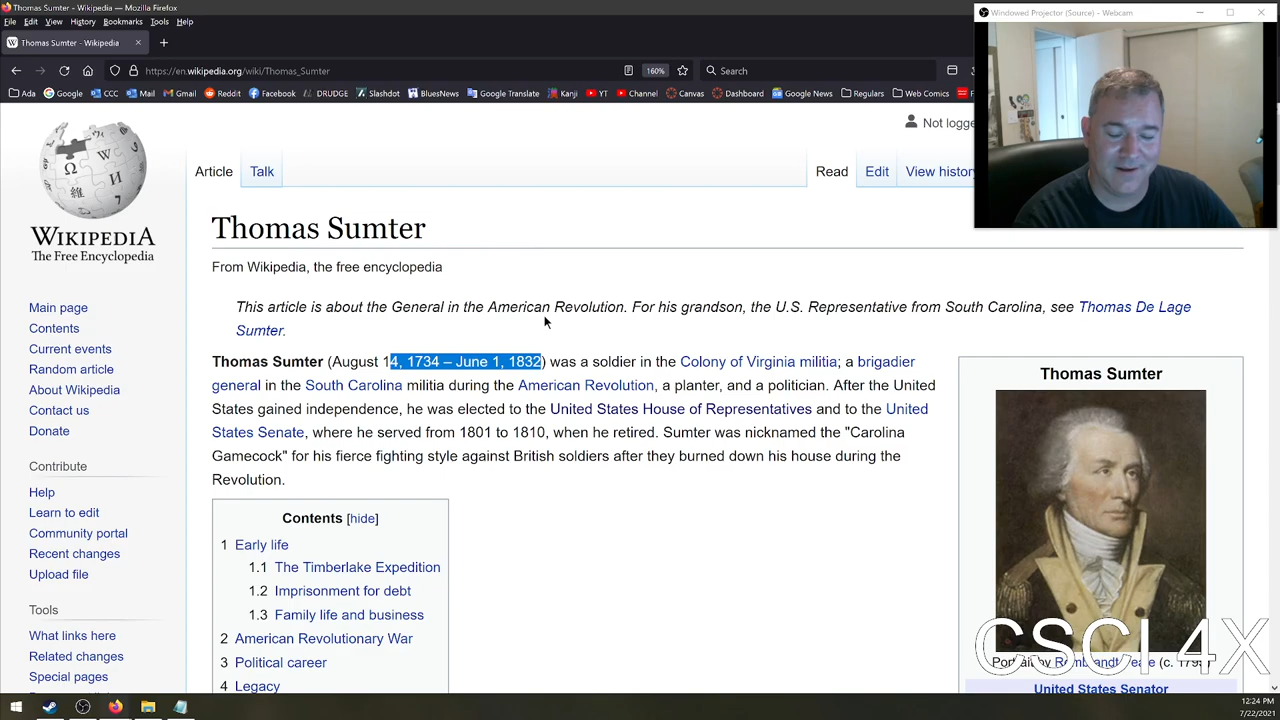 Thomas Sumter - Wikipedia — Mozilla Firefox
File Edit View History Bookmarks Tools Help
Windowed Projector (Source) - Webcam
W Thomas Sumter - Wikipedia
https://en.wikipedia.org/wiki/Thomas_Sumter
160%
Search
Ada Google CCC Mail Gmail Reddit Facebook DRUDGE Slashdot BluesNews Google Translate Kanji YT Channel Canvas Dashboard Google News Regulars Web Comics
Not logge
Article Talk Read Edit View history
WIKIPEDIA
The Free Encyclopedia
Main page
Contents
Current events
Random article
About Wikipedia
Contact us
Donate
Contribute
Help
Learn to edit
Community portal
Recent changes
Upload file
Tools
What links here
Related changes
Special pages
Thomas Sumter
From Wikipedia, the free encyclopedia
This article is about the General in the American Revolution. For his grandson, the U.S. Representative from South Carolina, see Thomas De Lage
Sumter.
Thomas Sumter (August 14, 1734 – June 1, 1832) was a soldier in the Colony of Virginia militia; a brigadier
general in the South Carolina militia during the American Revolution, a planter, and a politician. After the United
States gained independence, he was elected to the United States House of Representatives and to the United
States Senate, where he served from 1801 to 1810, when he retired. Sumter was nicknamed the "Carolina
Gamecock" for his fierce fighting style against British soldiers after they burned down his house during the
Revolution.
Contents [hide]
1 Early life
1.1 The Timberlake Expedition
1.2 Imprisonment for debt
1.3 Family life and business
2 American Revolutionary War
3 Political career
4 Legacy
Thomas Sumter
CSCI 4X
Portrait by Rembrandt Peale (c. 1795)
United States Senator
12:24 PM
7/22/2021